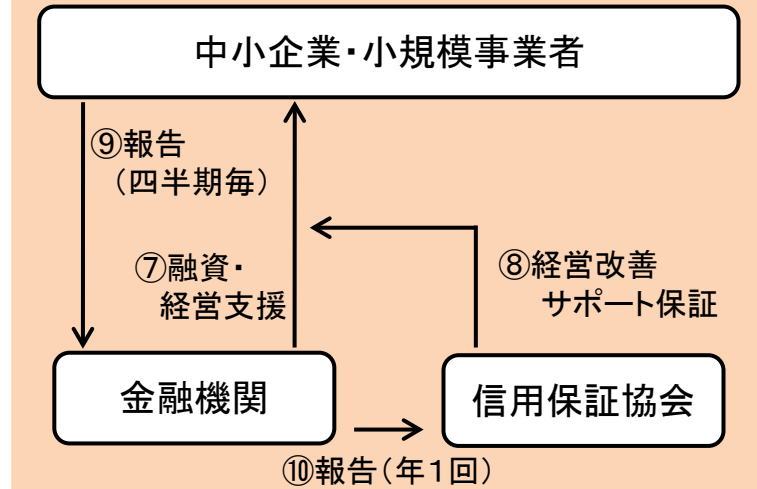 中小企業・小規模事業者
⑨報告
（四半期毎）
⑦融資・
経営支援
⑧経営改善
サポート保証
金融機関
信用保証協会
⑩報告（年１回）